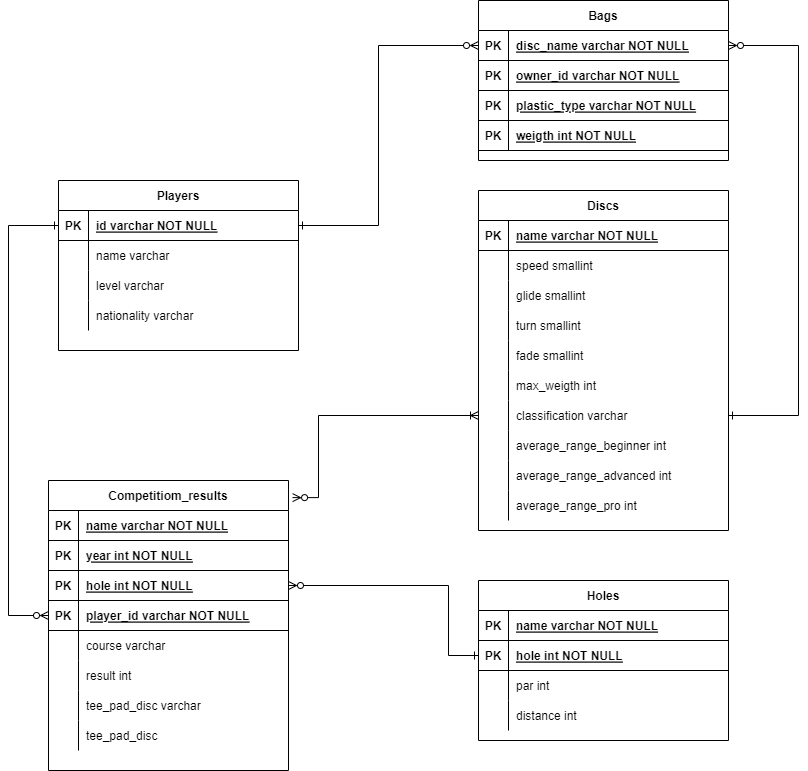 Bags
PK disc_name varchar NOT NULL
PK owner_id varchar NOT NULL
PK plastic_type varchar NOT NULL
PK weigth int NOT NULL
Players
PK id varchar NOT NULL
name varchar
level varchar
nationality varchar
Discs
PK name varchar NOT NULL
speed smallint
glide smallint
turn smallint
fade smallint
max_weigth int
classification varchar
average_range_beginner int
average_range_advanced int
average_range_pro int
Competitiom_results
PK name varchar NOT NULL
PK year int NOT NULL
PK hole int NOT NULL
PK player_id varchar NOT NULL
course varchar
result int
tee_pad_disc varchar
tee_pad_disc
Holes
PK name varchar NOT NULL
PK hole int NOT NULL
par int
distance int